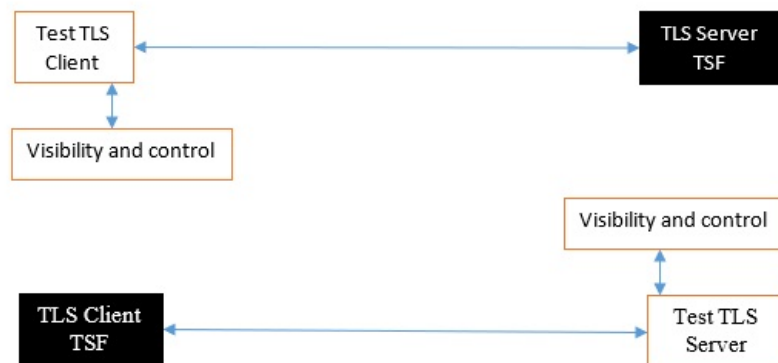 Test TLS
Client
TLS Server
TSF
Visibility and control
Visibility and control
TLS Client
TSF
Test TLS
Server